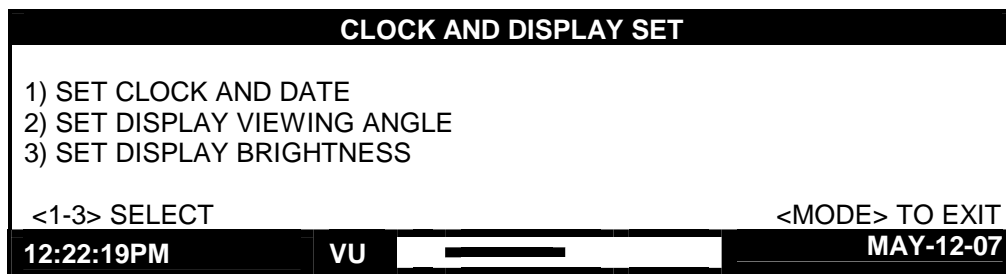 CLOCK AND DISPLAY SET
1) SET CLOCK AND DATE
2) SET DISPLAY VIEWING ANGLE
3) SET DISPLAY BRIGHTNESS
<1-3> SELECT <MODE> TO EXIT
12:22:19PM VU MAY-12-07